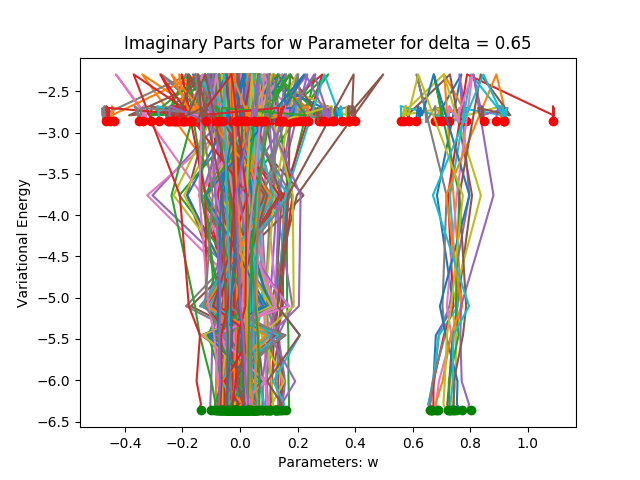 Imaginary Parts for w Parameter for delta = 0.65
Variational Energy
−2.5
−3.0
−3.5
−4.0
−4.5
−5.0
−5.5
−6.0
−6.5
−0.4 −0.2 0.0 0.2 0.4 0.6 0.8 1.0
Parameters: w